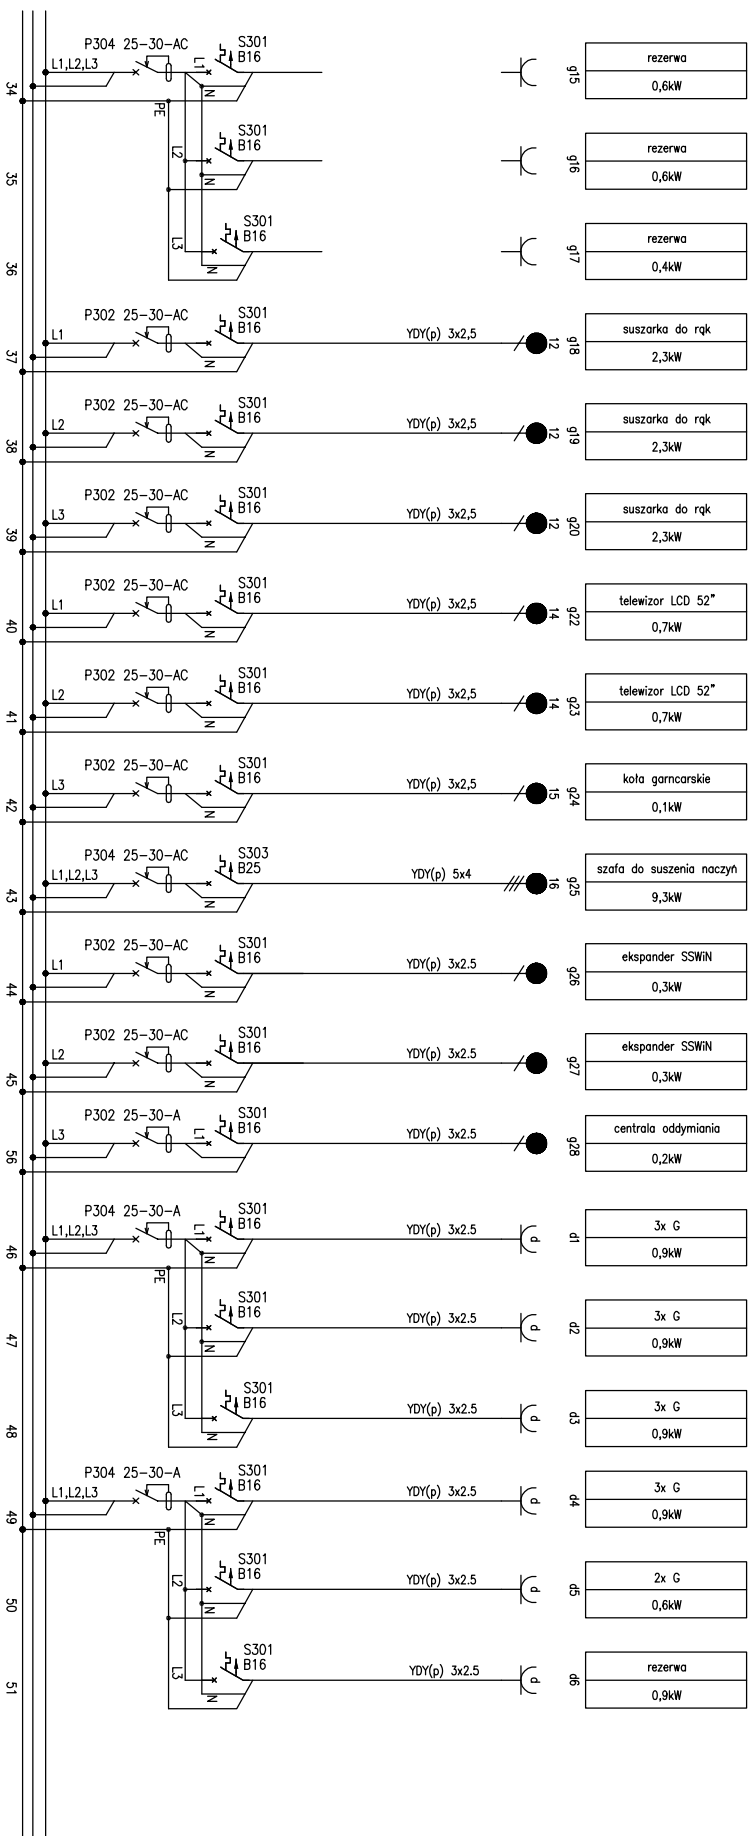 P304 25-30-AC
S301
B16
L1,L2,L3
L1
N
PE
34
g15
rezerwa
0,6kW
S301
B16
L2
N
35
g16
rezerwa
0,6kW
S301
B16
L3
N
36
g17
rezerwa
0,4kW
P302 25-30-AC
S301
B16
L1
N
YDY(p) 3x2,5
12
37
g18
suszarka do rąk
2,3kW
P302 25-30-AC
S301
B16
L2
N
YDY(p) 3x2,5
12
38
g19
suszarka do rąk
2,3kW
P302 25-30-AC
S301
B16
L3
N
YDY(p) 3x2,5
12
39
g20
suszarka do rąk
2,3kW
P302 25-30-AC
S301
B16
L1
N
YDY(p) 3x2,5
14
40
g22
telewizor LCD 52"
0,7kW
P302 25-30-AC
S301
B16
L2
N
YDY(p) 3x2,5
14
41
g23
telewizor LCD 52"
0,7kW
P302 25-30-AC
S301
B16
L3
N
YDY(p) 3x2,5
15
42
g24
koła garncarskie
0,1kW
P304 25-30-AC
S303
B25
L1,L2,L3
N
YDY(p) 5x4
16
43
g25
szafa do suszenia naczyń
9,3kW
P302 25-30-AC
S301
B16
L1
N
YDY(p) 3x2.5
44
g26
ekspander SSWiN
0,3kW
P302 25-30-AC
S301
B16
L2
N
YDY(p) 3x2.5
45
g27
ekspander SSWiN
0,3kW
P302 25-30-A
S301
B16
L3
L1
N
YDY(p) 3x2.5
56
g28
centrala oddymiania
0,2kW
P304 25-30-A
S301
B16
L1,L2,L3
L1
N
PE
YDY(p) 3x2.5
d
46
d1
3x G
0,9kW
S301
B16
L2
N
YDY(p) 3x2.5
d
47
d2
3x G
0,9kW
S301
B16
L3
N
YDY(p) 3x2.5
d
48
d3
3x G
0,9kW
P304 25-30-A
S301
B16
L1,L2,L3
L1
N
PE
YDY(p) 3x2.5
d
49
d4
3x G
0,9kW
S301
B16
L2
N
YDY(p) 3x2.5
d
50
d5
2x G
0,6kW
S301
B16
L3
N
YDY(p) 3x2.5
d
51
d6
rezerwa
0,9kW